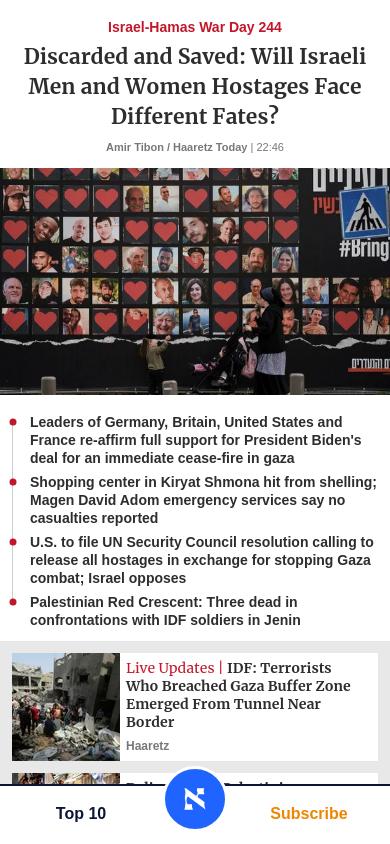 Israel-Hamas War Day 244
Discarded and Saved: Will Israeli
Men and Women Hostages Face
Different Fates?
Amir Tibon / Haaretz Today | 22:46
#Bring
Leaders of Germany, Britain, United States and
France re-affirm full support for President Biden's
deal for an immediate cease-fire in gaza
Shopping center in Kiryat Shmona hit from shelling;
Magen David Adom emergency services say no
casualties reported
U.S. to file UN Security Council resolution calling to
release all hostages in exchange for stopping Gaza
combat; Israel opposes
Palestinian Red Crescent: Three dead in
confrontations with IDF soldiers in Jenin
Live Updates | IDF: Terrorists
Who Breached Gaza Buffer Zone
Emerged From Tunnel Near
Border
Haaretz
Top 10
Subscribe